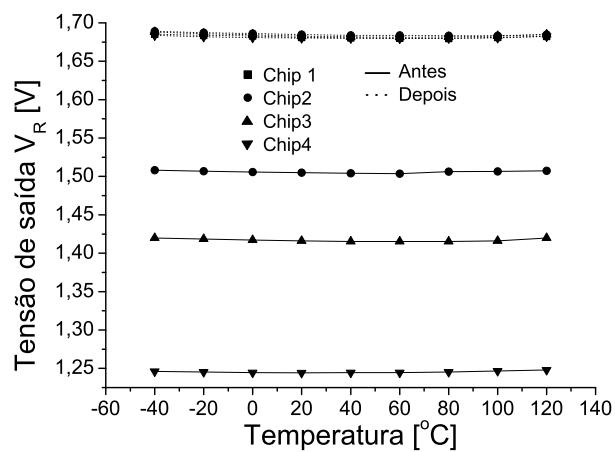 1,70
1,65
1,60
1,55
1,50
1,45
1,40
1,35
1,30
1,25
Tensão de saída V_R [V]
Chip 1
Chip2
Chip3
Chip4
Antes
Depois
-60 -40 -20 0 20 40 60 80 100 120 140
Temperatura [°C]